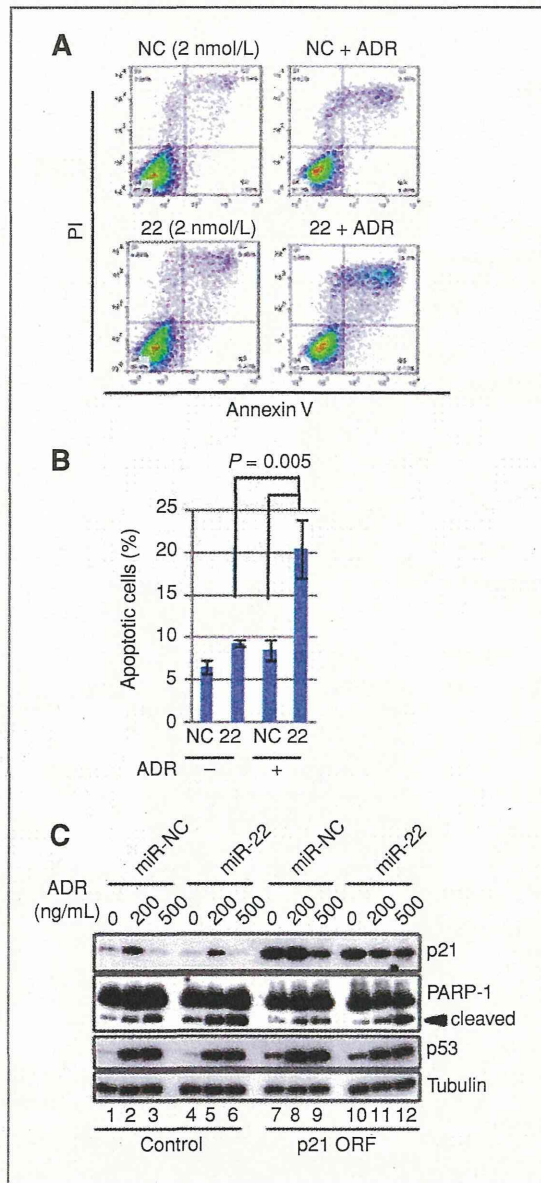 A
NC (2 nmol/L) NC + ADR
22 (2 nmol/L) 22 + ADR
PI
Annexin V
B
P = 0.005
Apoptotic cells (%)
25
20
15
10
5
0
NC 22 NC 22
ADR – +
C
miR-NC miR-22 miR-NC miR-22
ADR
(ng/mL)
0 200 500 0 200 500 0 200 500 0 200 500
p21
PARP-1
cleaved
p53
Tubulin
1 2 3 4 5 6 7 8 9 10 11 12
Control p21 ORF